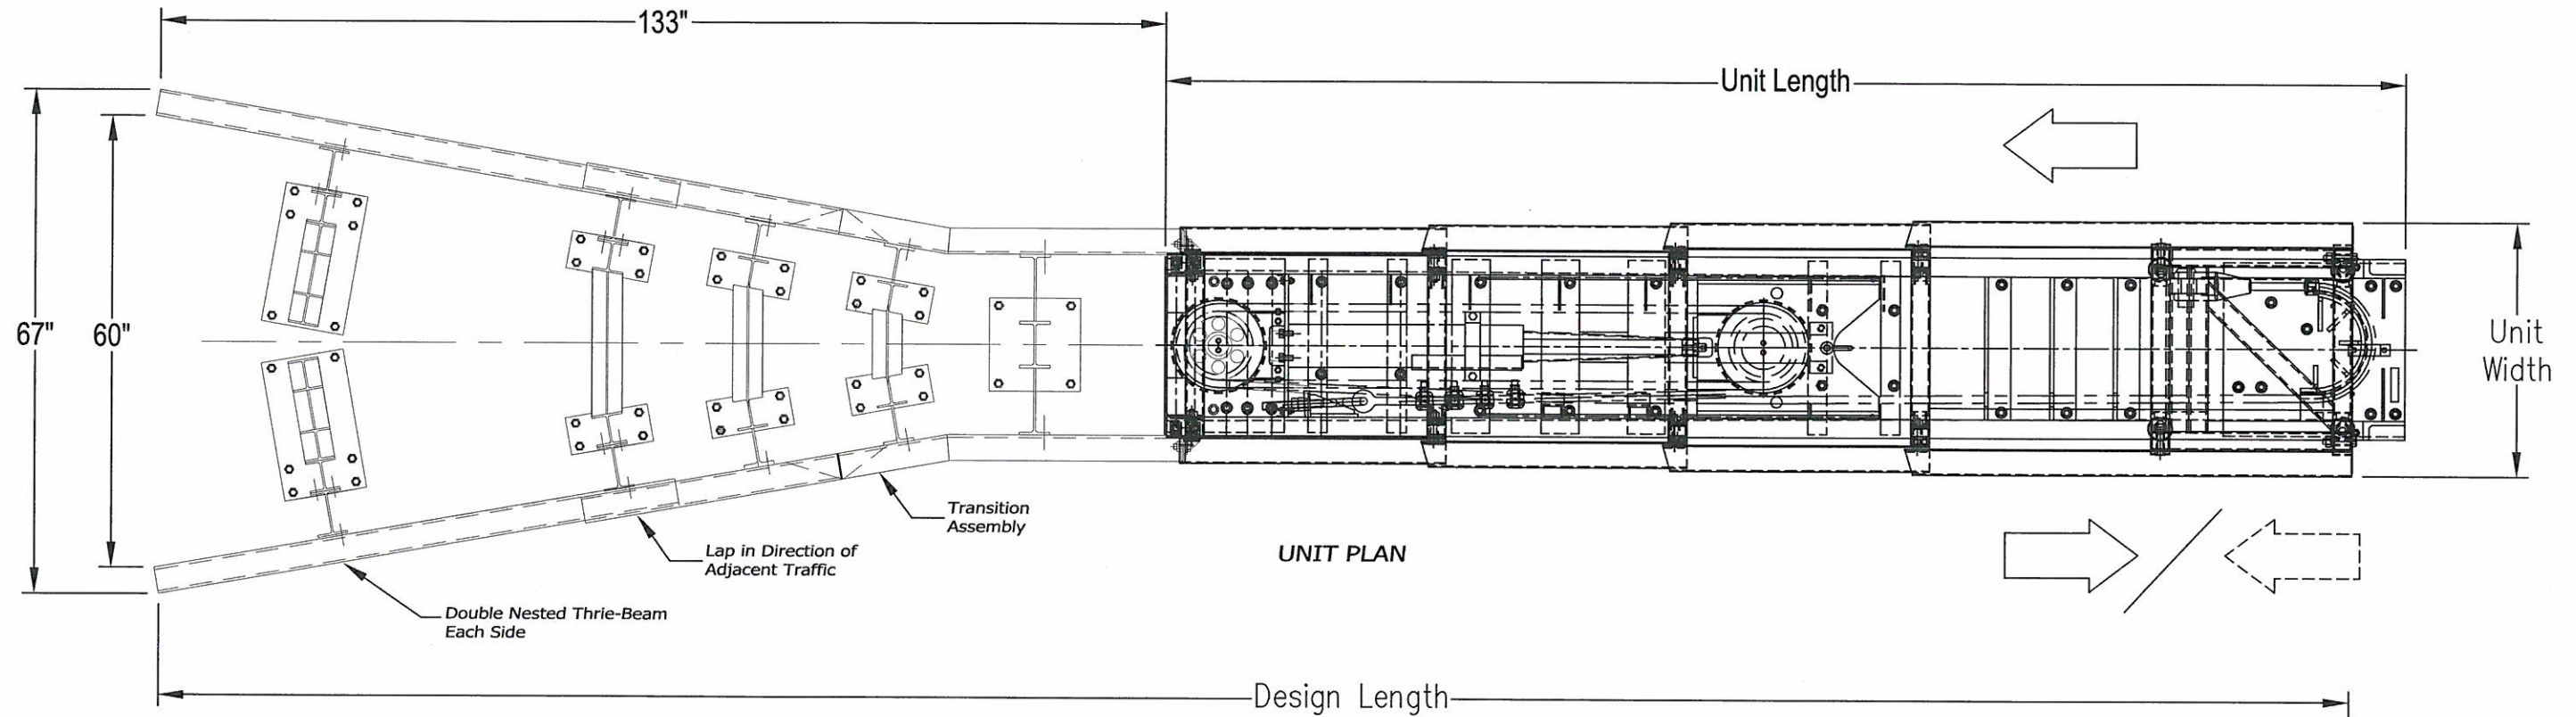 133"
Unit Length
67"
60"
Unit
Width
Transition
Assembly
Lap in Direction of
Adjacent Traffic
UNIT PLAN
Double Nested Thrie-Beam
Each Side
Design Length